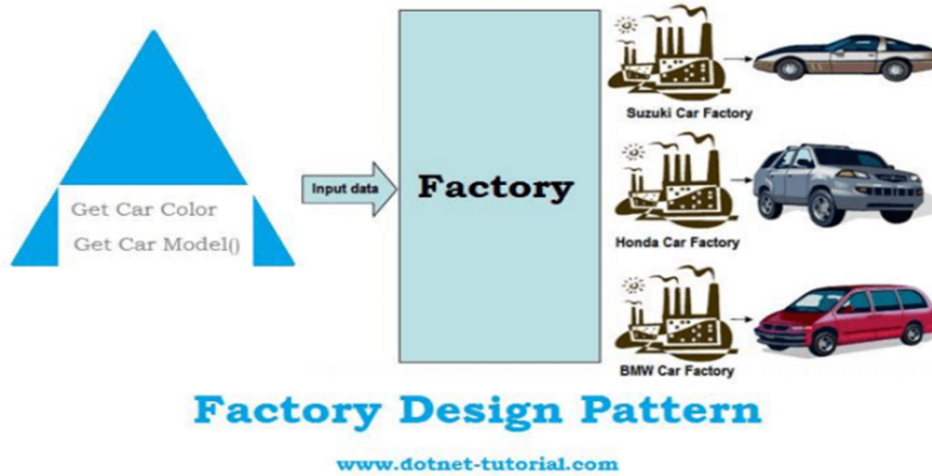 Get Car Color
Get Car Model()
Input data
Factory
Suzuki Car Factory
Honda Car Factory
BMW Car Factory
Factory Design Pattern
www.dotnet-tutorial.com